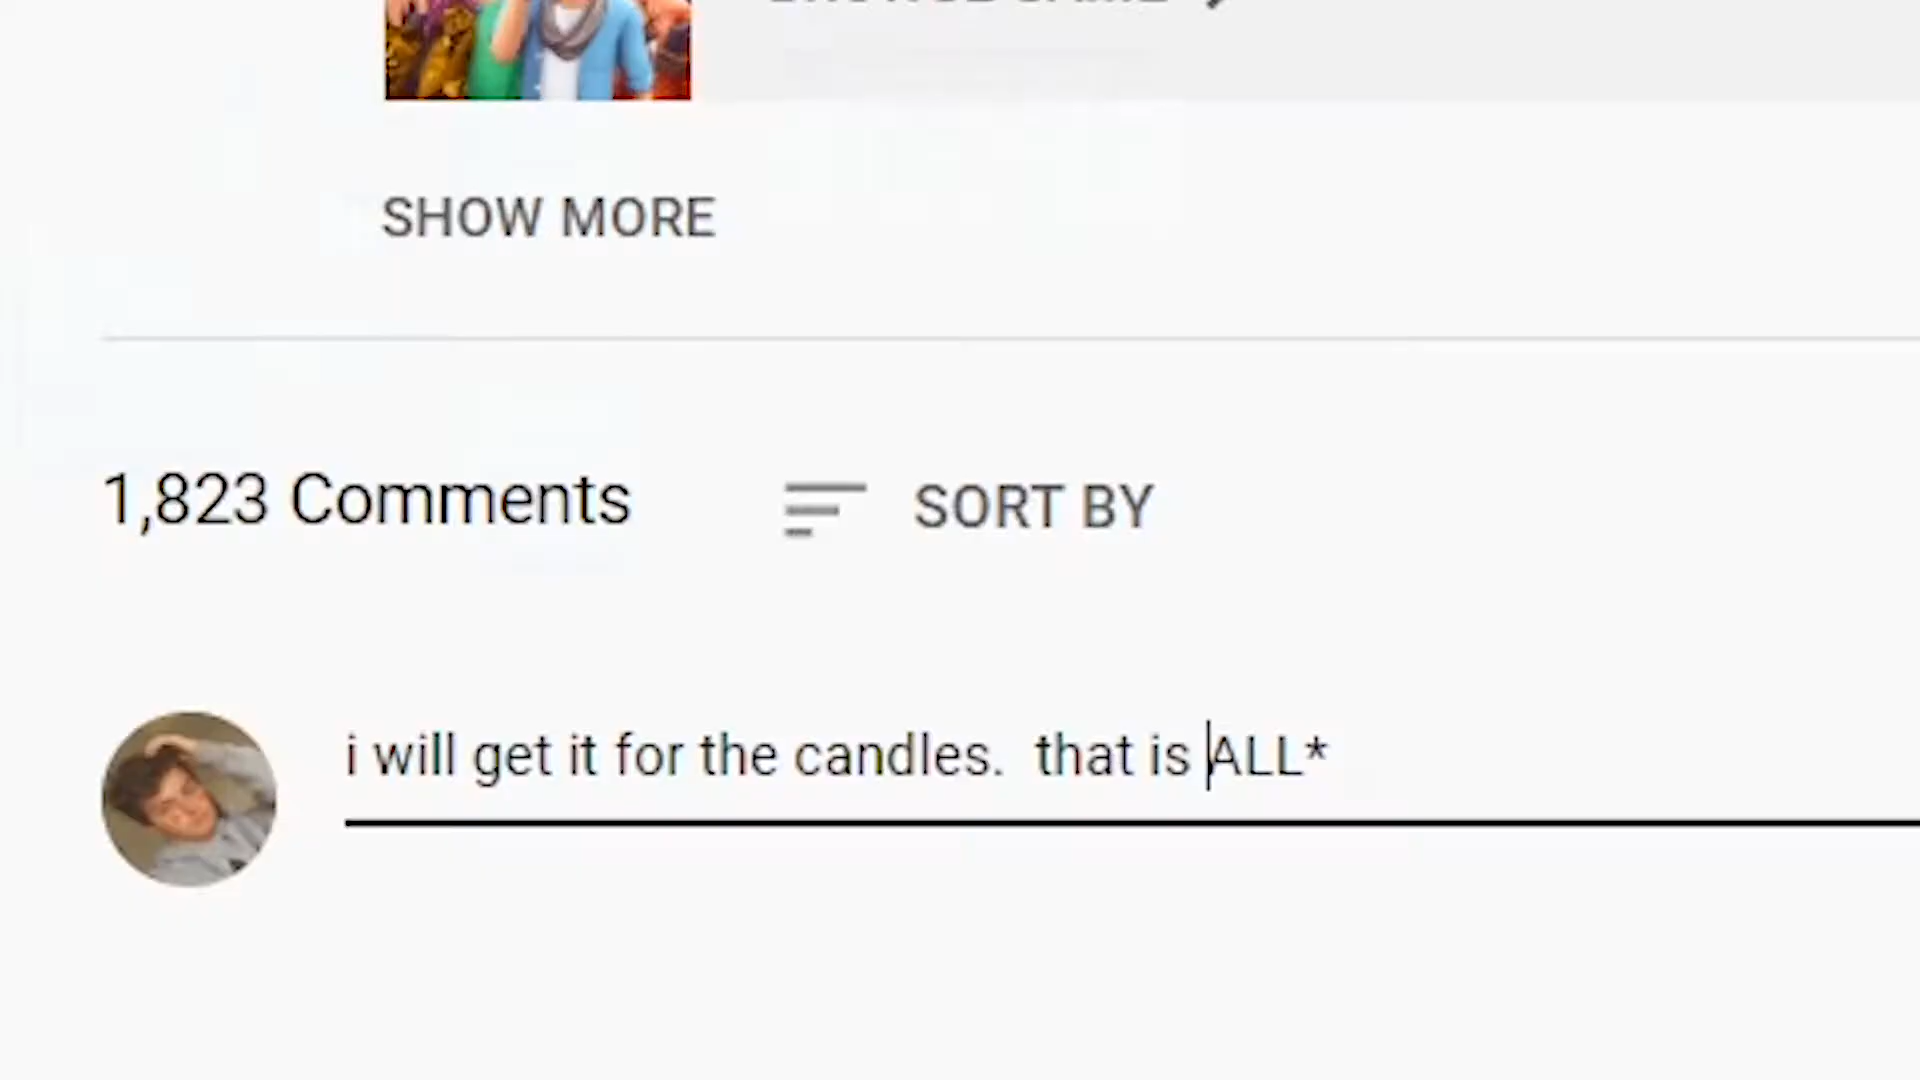 SHOW MORE
1,823 Comments
SORT BY
i will get it for the candles.  that is ALL*